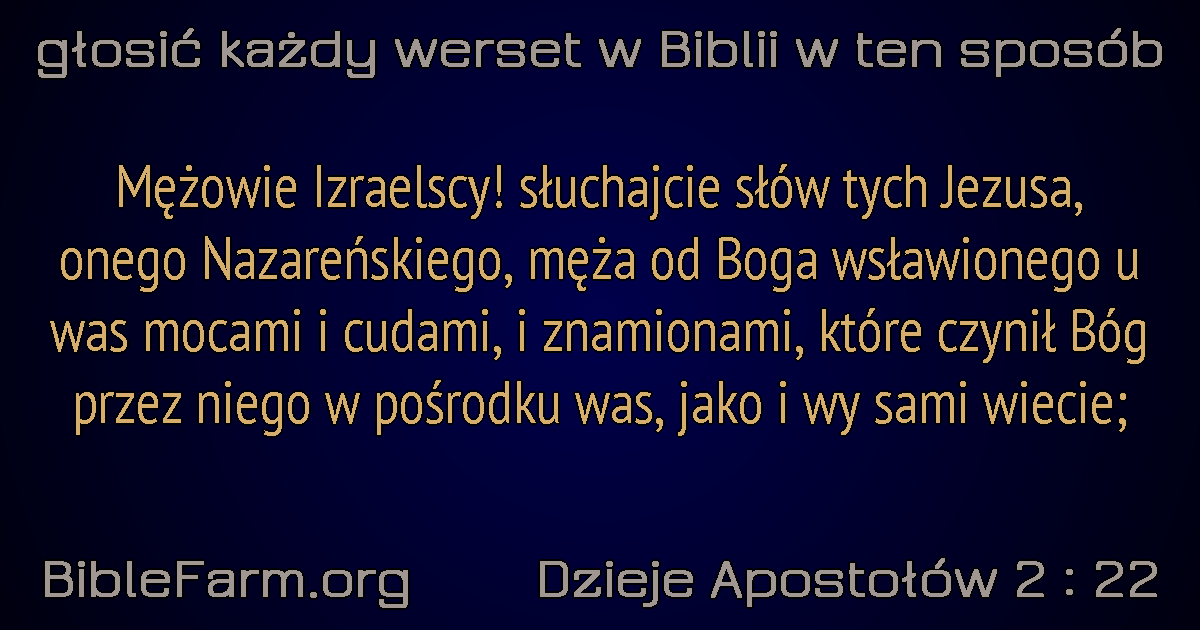 głosić każdy werset w Biblii w ten sposób
Mężowie Izraelscy! słuchajcie słów tych Jezusa,
onego Nazareńskiego, męża od Boga wsławionego u
was mocami i cudami, i znamionami, które czynił Bóg
przez niego w pośrodku was, jako i wy sami wiecie;
BibleFarm.org Dzieje Apostołów 2 : 22